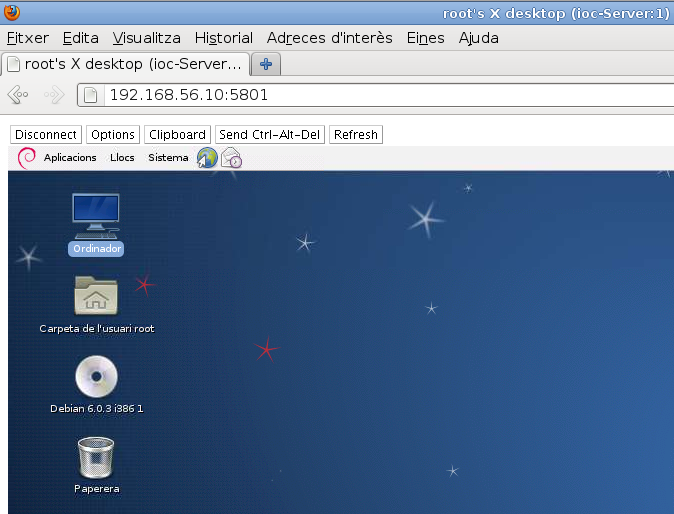 root's X desktop (ioc-Server:1)
Fitxer Edita Visualitza Historial Adreces d'interès Eines Ajuda
root's X desktop (ioc-Server...
192.168.56.10:5801
Disconnect Options Clipboard Send Ctrl-Alt-Del Refresh
Aplicacions Llocs Sistema
Ordinador
Carpeta de l'usuari root
Debian 6.0.3 i386 1
Paperera